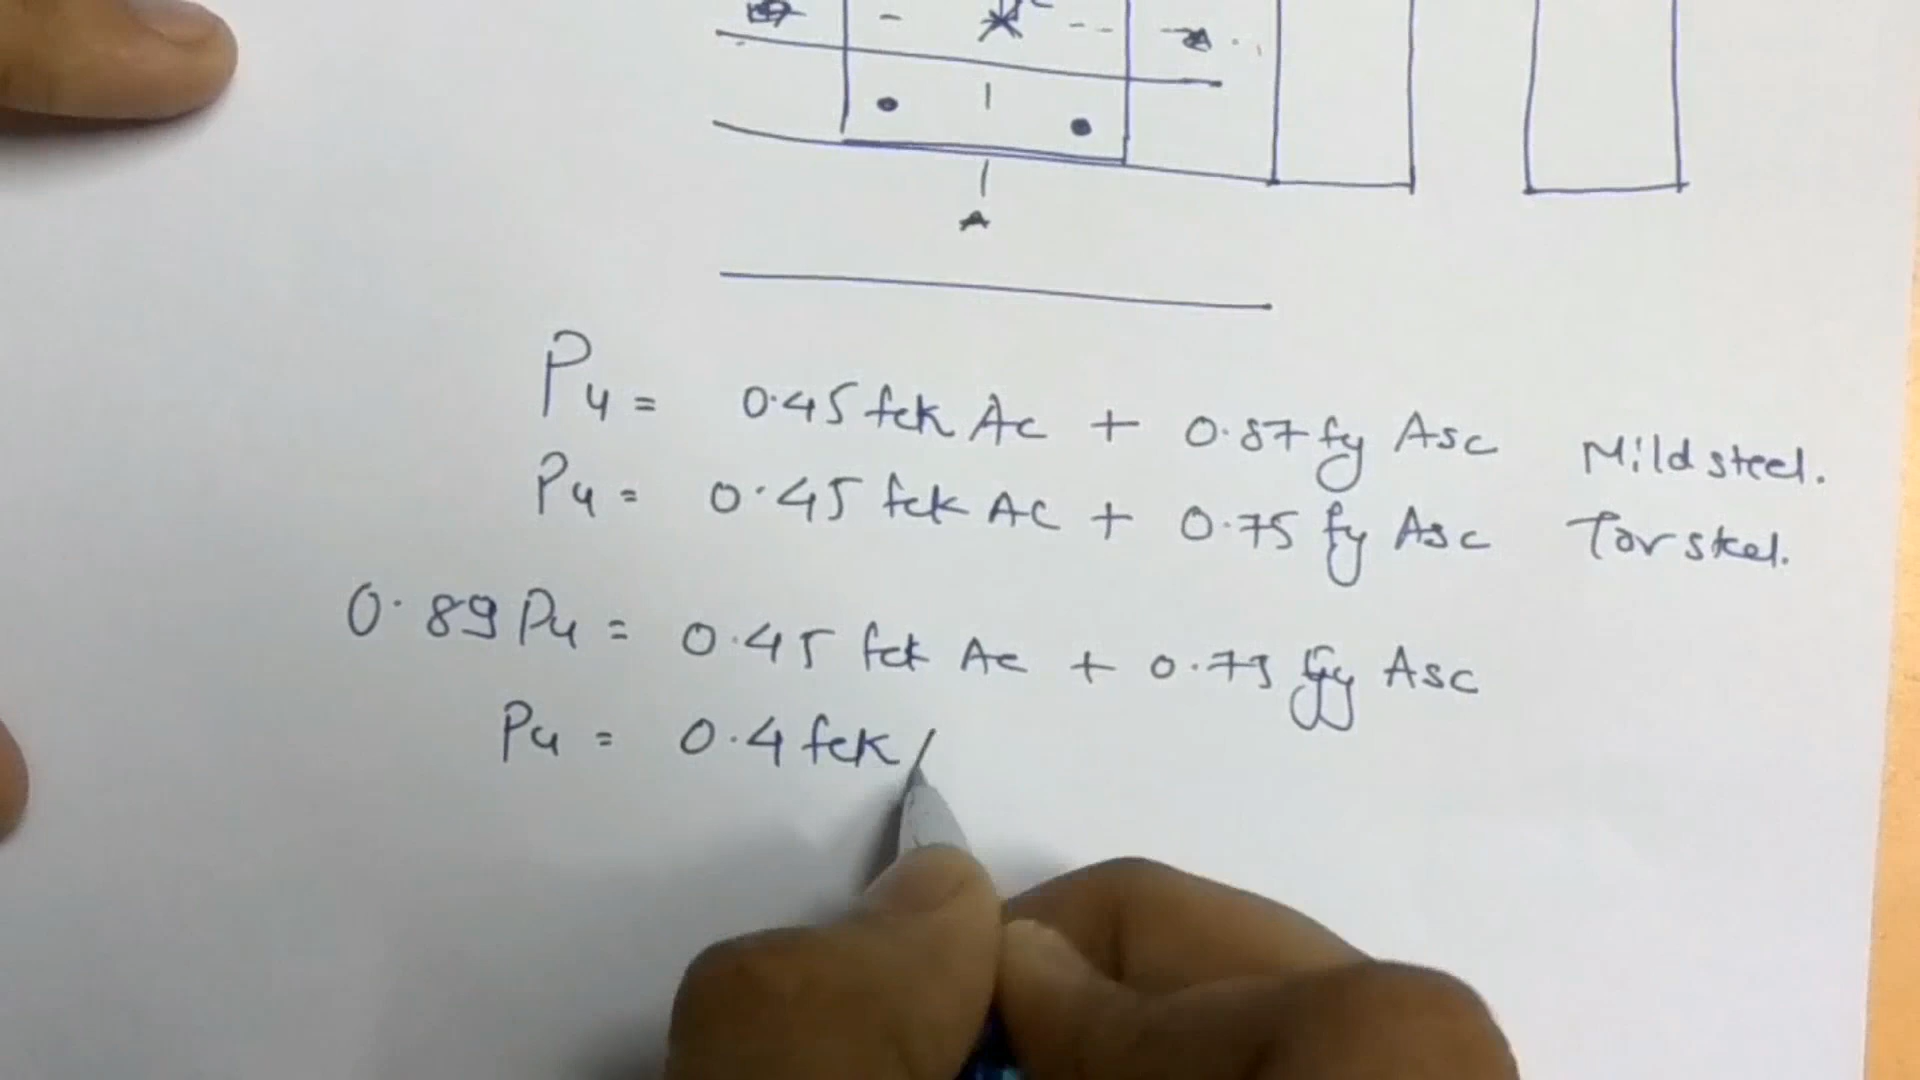 A
Pu = 0.45 fck Ac + 0.87 fy Asc Mild steel.
Pu = 0.45 fck Ac + 0.75 fy Asc Tor steel.
0.89 Pu = 0.45 fck Ac + 0.75 fy Asc
Pu = 0.4 fck